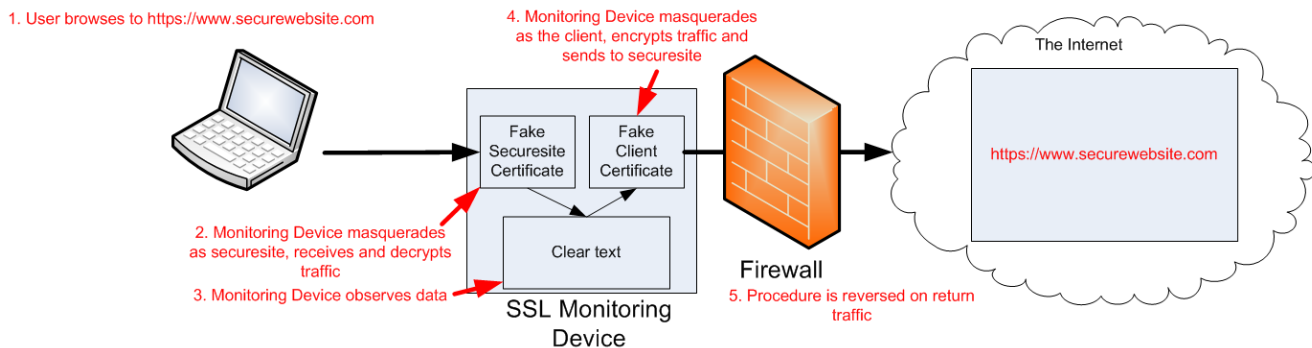 1. User browses to https://www.securewebsite.com
4. Monitoring Device masquerades
as the client, encrypts traffic and
sends to securesite
The Internet
Fake
Securesite
Certificate
Fake
Client
Certificate
https://www.securewebsite.com
2. Monitoring Device masquerades
as securesite, receives and decrypts
traffic
Clear text
3. Monitoring Device observes data
SSL Monitoring
Device
Firewall
5. Procedure is reversed on return
traffic